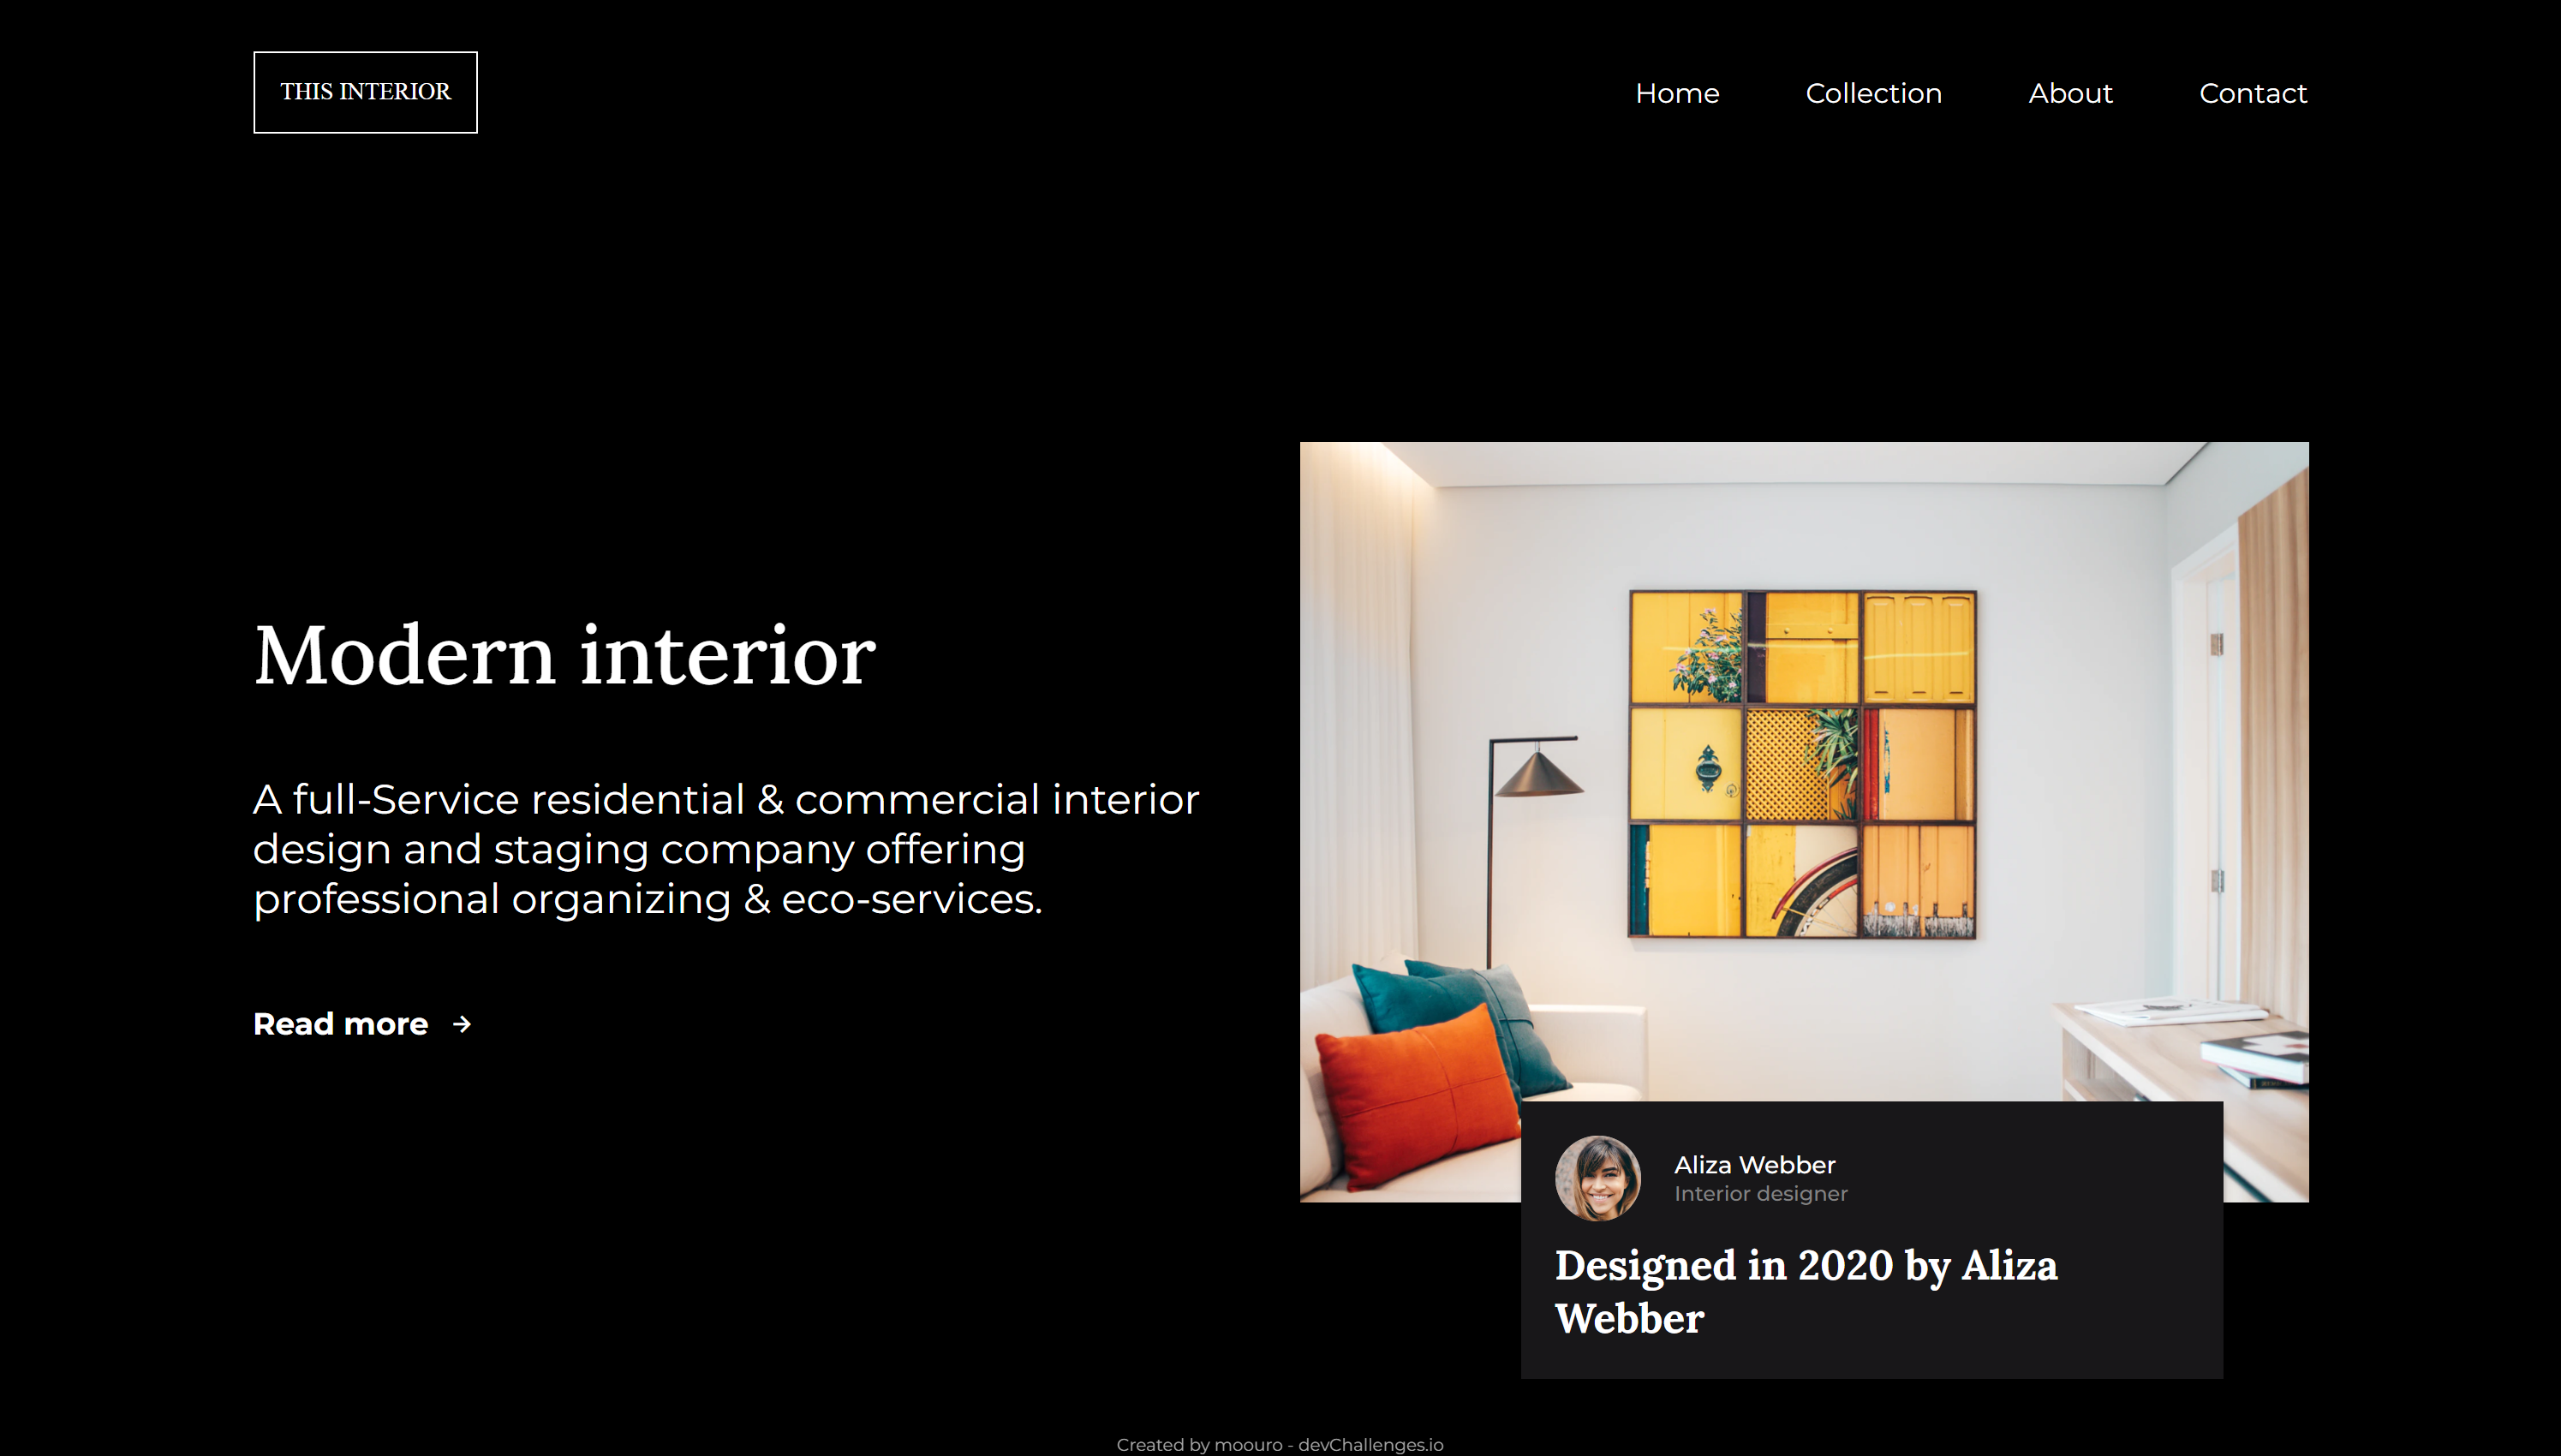 THIS INTERIOR
Home
Collection
About
Contact
Modern interior
A full-Service residential & commercial interior
design and staging company offering
professional organizing & eco-services.
Read more
Aliza Webber
Interior designer
Designed in 2020 by Aliza
Webber
Created by moouro - devChallenges.io